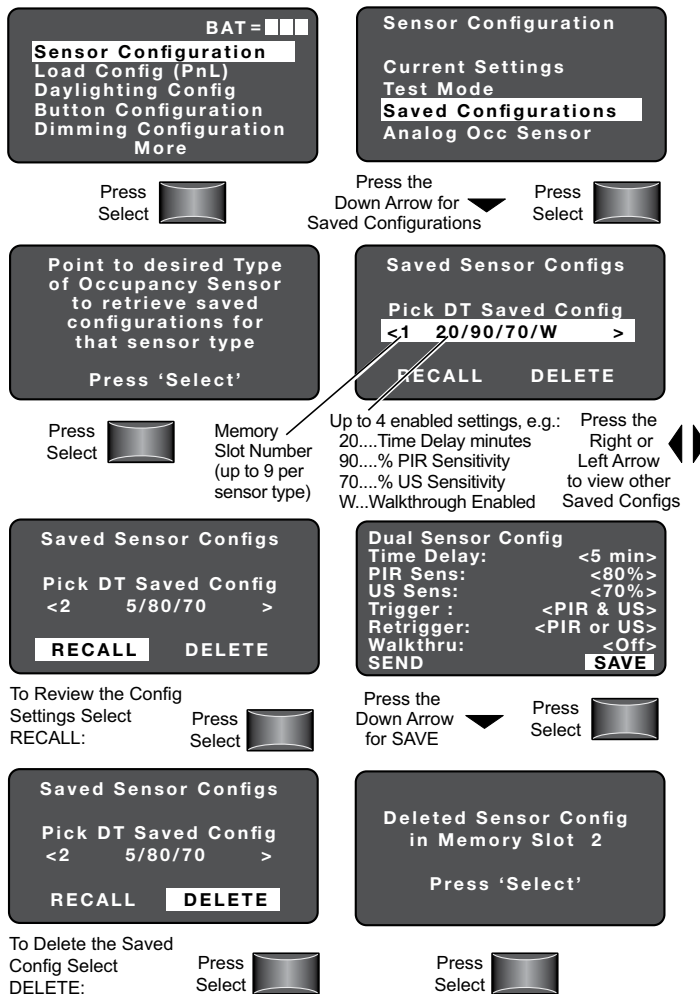 BAT=
Sensor Configuration
Load Config (PnL)
Daylighting Config
Button Configuration
Dimming Configuration
More
Press
Select
Sensor Configuration
Current Settings
Test Mode
Saved Configurations
Analog Occ Sensor
Press the
Down Arrow for
Saved Configurations
Press
Select
Point to desired Type
of Occupancy Sensor
to retrieve saved
configurations for
that sensor type
Press ‘Select’
Press
Select
Saved Sensor Configs
Pick DT Saved Config
<1 20/90/70/W >
RECALL DELETE
Memory
Slot Number
(up to 9 per
sensor type)
Up to 4 enabled settings, e.g.:
20....Time Delay minutes
90....% PIR Sensitivity
70....% US Sensitivity
W...Walkthrough Enabled
Press the
Right or
Left Arrow
to view other
Saved Configs
Saved Sensor Configs
Pick DT Saved Config
<2 5/80/70 >
RECALL DELETE
To Review the Config
Settings Select
RECALL:
Press
Select
Dual Sensor Config
Time Delay: <5 min>
PIR Sens: <80%>
US Sens: <70%>
Trigger : <PIR & US>
Retrigger: <PIR or US>
Walkthru: <Off>
SEND SAVE
Press the
Down Arrow
for SAVE
Press
Select
Saved Sensor Configs
Pick DT Saved Config
<2 5/80/70 >
RECALL DELETE
To Delete the Saved
Config Select
DELETE:
Press
Select
Deleted Sensor Config
in Memory Slot 2
Press ‘Select’
Press
Select